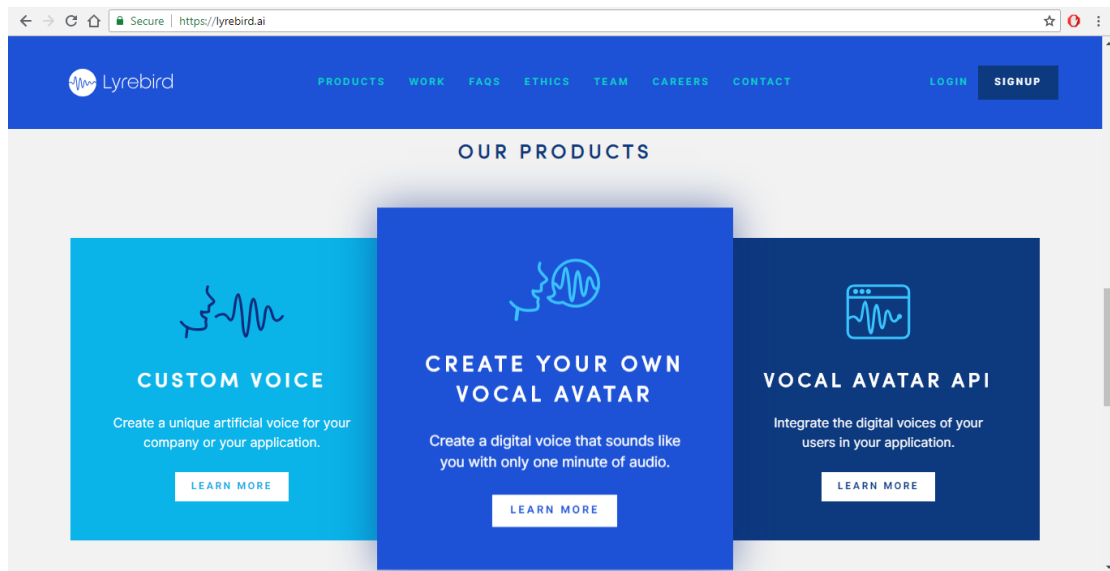 Secure | https://lyrebird.ai
Lyrebird PRODUCTS WORK FAQS ETHICS TEAM CAREERS CONTACT LOGIN SIGNUP
OUR PRODUCTS
CUSTOM VOICE
Create a unique artificial voice for your
company or your application.
LEARN MORE
CREATE YOUR OWN
VOCAL AVATAR
Create a digital voice that sounds like
you with only one minute of audio.
LEARN MORE
VOCAL AVATAR API
Integrate the digital voices of your
users in your application.
LEARN MORE